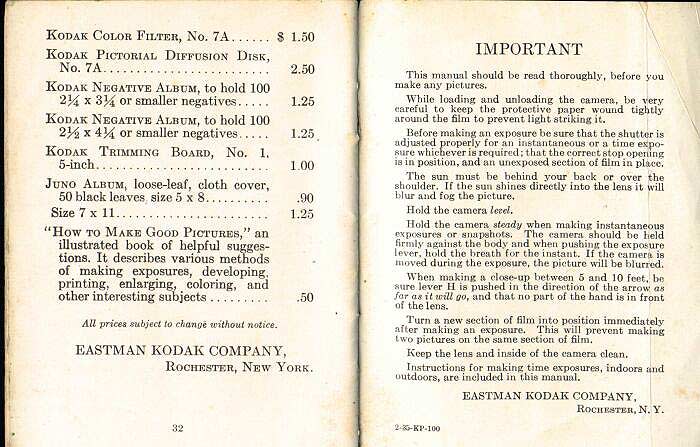 Kodak Color Filter, No. 7A...... $ 1.50
Kodak Pictorial Diffusion Disk,
No. 7A........................ 2.50
Kodak Negative Album, to hold 100
2¼ x 3¼ or smaller negatives..... 1.25
Kodak Negative Album, to hold 100
2½ x 4¼ or smaller negatives..... 1.25
Kodak Trimming Board, No. 1,
5-inch......................... 1.00
Juno Album, loose-leaf, cloth cover,
50 black leaves, size 5 x 8......... .90
Size 7 x 11..................... 1.25
"How to Make Good Pictures," an
illustrated book of helpful sugges-
tions. It describes various methods
of making exposures, developing,
printing, enlarging, coloring, and
other interesting subjects.......... .50
All prices subject to change without notice.
EASTMAN KODAK COMPANY,
Rochester, New York.
32
IMPORTANT
This manual should be read thoroughly, before you
make any pictures.
While loading and unloading the camera, be very
careful to keep the protective paper wound tightly
around the film to prevent light striking it.
Before making an exposure be sure that the shutter is
adjusted properly for an instantaneous or a time expo-
sure whichever is required; that the correct stop opening
is in position, and an unexposed section of film in place.
The sun must be behind your back or over the
shoulder. If the sun shines directly into the lens it will
blur and fog the picture.
Hold the camera level.
Hold the camera steady when making instantaneous
exposures or snapshots. The camera should be held
firmly against the body and when pushing the exposure
lever, hold the breath for the instant. If the camera is
moved during the exposure, the picture will be blurred.
When making a close-up between 5 and 10 feet, be
sure lever H is pushed in the direction of the arrow as
far as it will go, and that no part of the hand is in front
of the lens.
Turn a new section of film into position immediately
after making an exposure. This will prevent making
two pictures on the same section of film.
Keep the lens and inside of the camera clean.
Instructions for making time exposures, indoors and
outdoors, are included in this manual.
EASTMAN KODAK COMPANY,
Rochester, N. Y.
2-35-KP-100